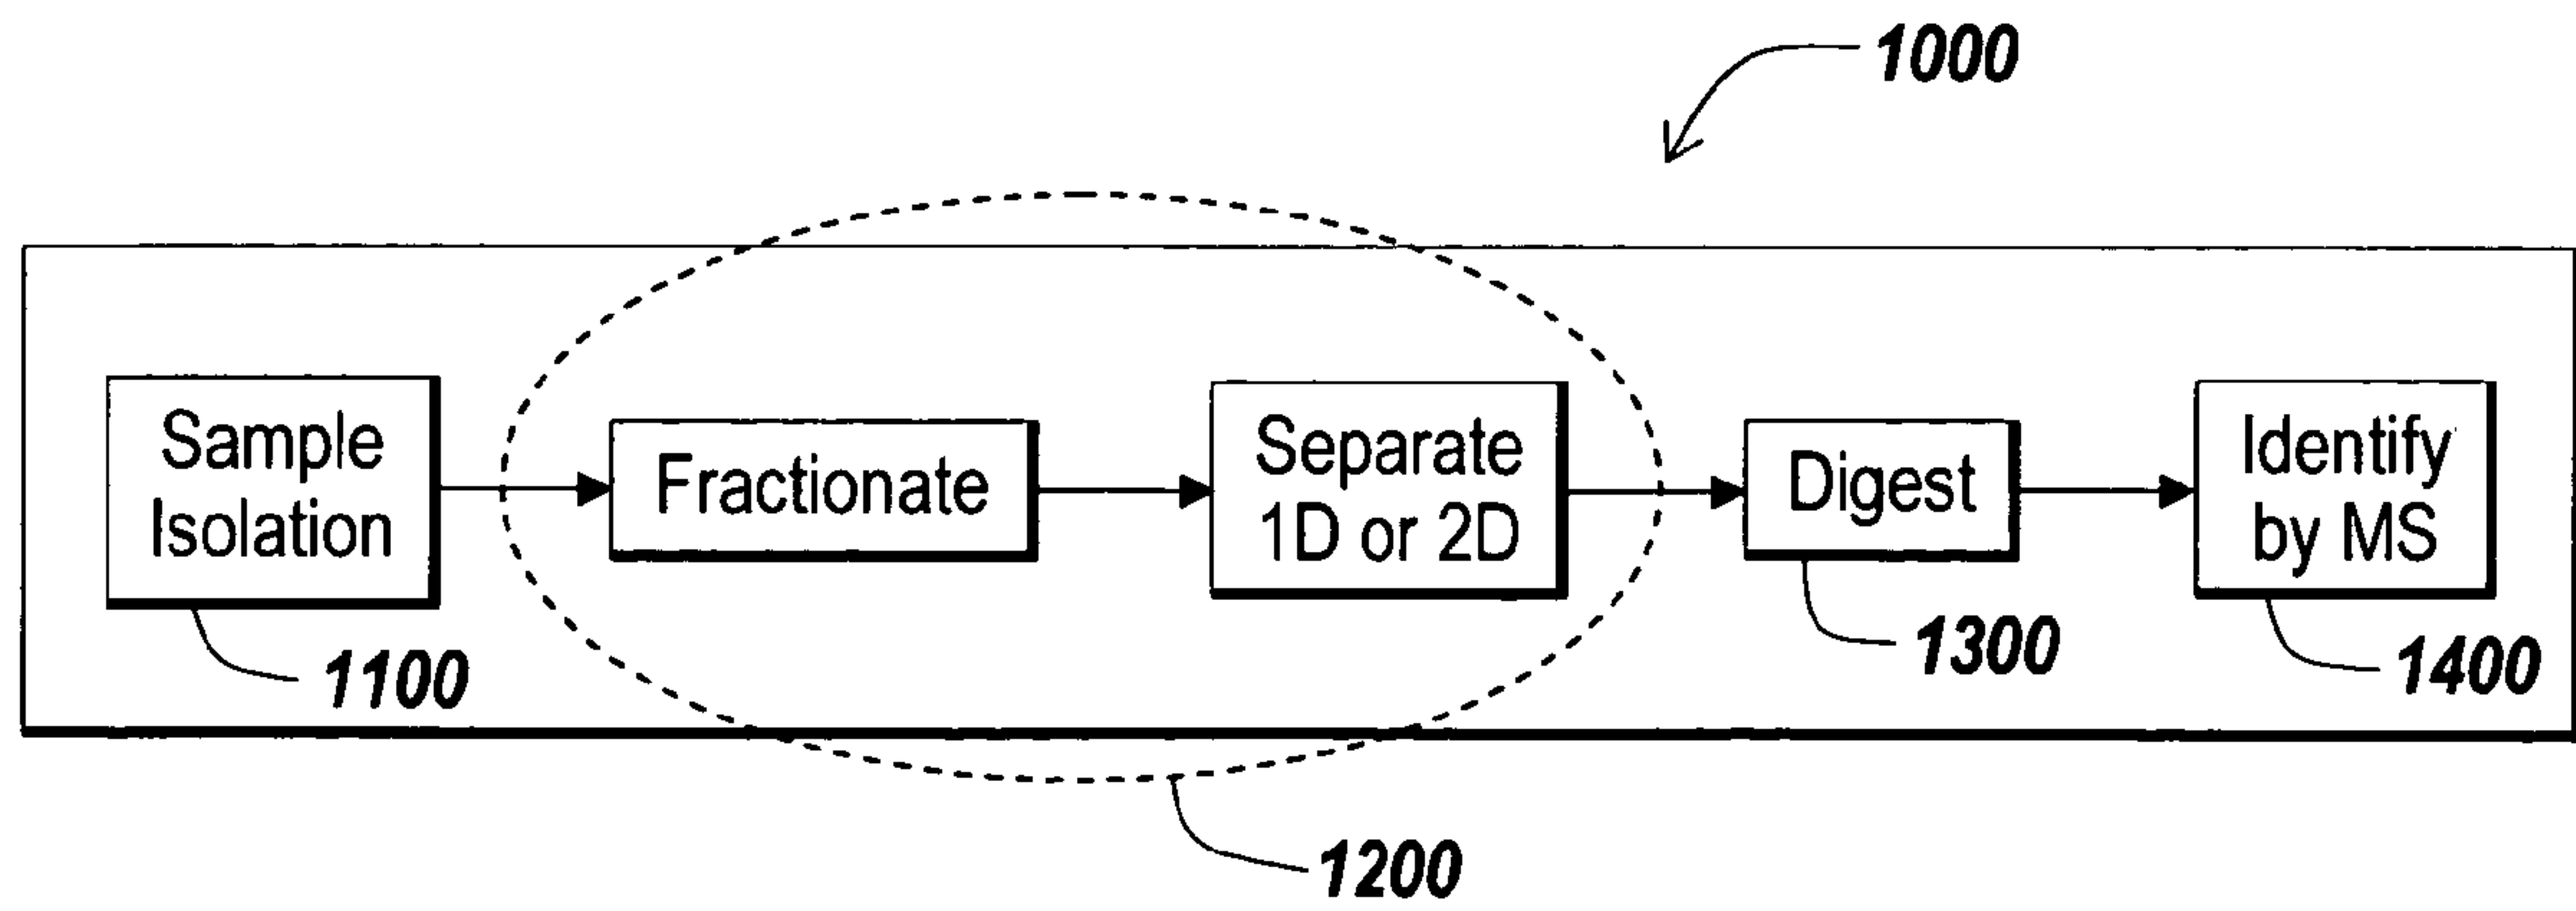 1000
Sample
Isolation
Fractionate
Separate
1D or 2D
Digest
Identify
by MS
1100
1300
1400
1200